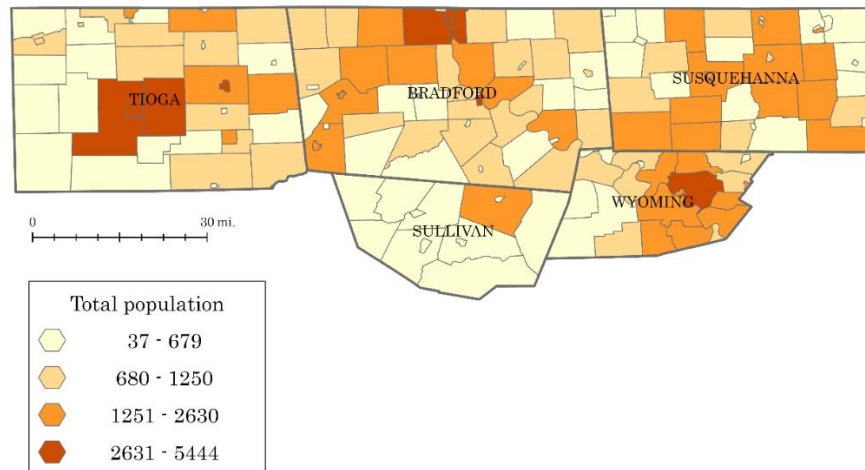 TIOGA
BRADFORD
SUSQUEHANNA
WYOMING
SULLIVAN
0 30 mi.
Total population
37 - 679
680 - 1250
1251 - 2630
2631 - 5444